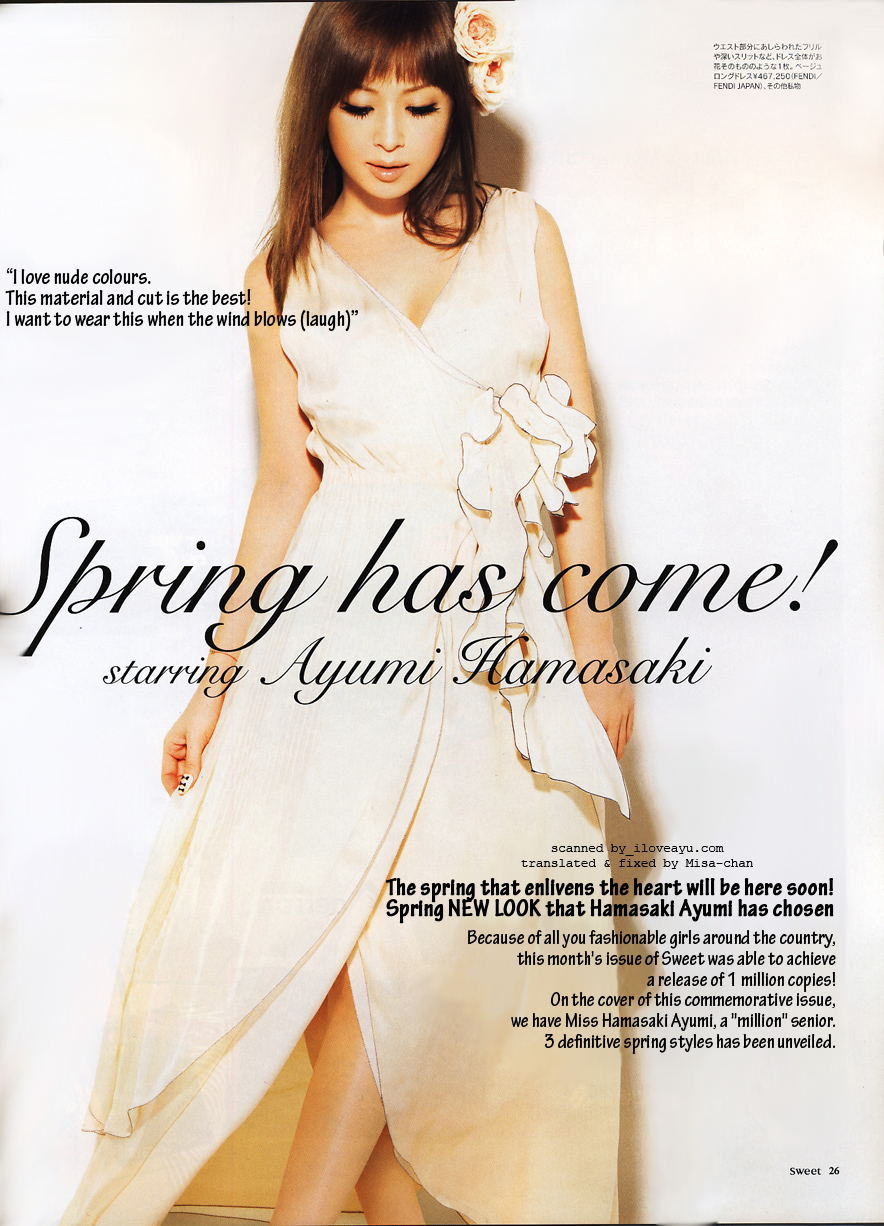 ウエスト部分にあしらわれたフリル
や深いスリットなど、ドレス全体がお
花そのもののような1枚。ベージュ
ロングドレス¥467,250(FENDI/
FENDI JAPAN)、その他私物
“I love nude colours.
This material and cut is the best!
I want to wear this when the wind blows (laugh)”
Spring has come!
starring Ayumi Hamasaki
scanned by_iloveayu.com
translated & fixed by Misa-chan
The spring that enlivens the heart will be here soon!
Spring NEW LOOK that Hamasaki Ayumi has chosen
Because of all you fashionable girls around the country,
this month's issue of Sweet was able to achieve
a release of 1 million copies!
On the cover of this commemorative issue,
we have Miss Hamasaki Ayumi, a "million" senior.
3 definitive spring styles has been unveiled.
Sweet 26